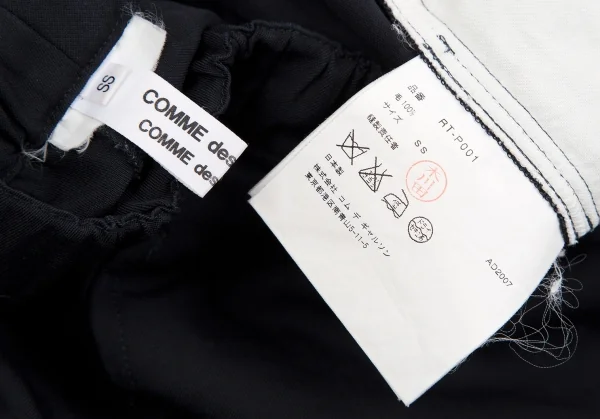 SS
COMME des
COMME des
品番 RT-P001
毛 100%
サイズ SS
縫製責任者
日本製
株式会社 コム デ ギャルソン
東京都港区南青山5-11-5
AD2007